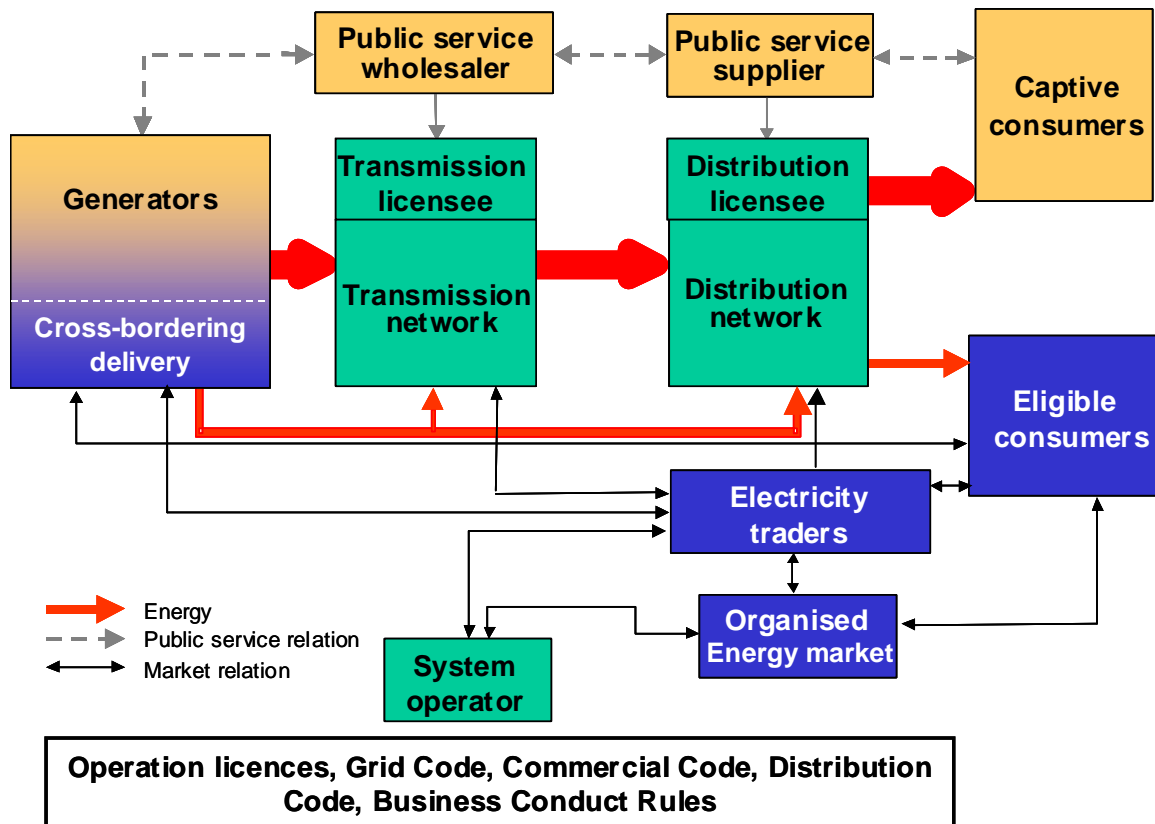 Public service
wholesaler
Public service
supplier
Captive
consumers
Generators
Transmission
licensee
Distribution
licensee
Transmission
network
Distribution
network
Cross-bordering
delivery
Eligible
consumers
Electricity
traders
Organised
Energy market
System
operator
Energy
Public service relation
Market relation
Operation licences, Grid Code, Commercial Code, Distribution
Code, Business Conduct Rules